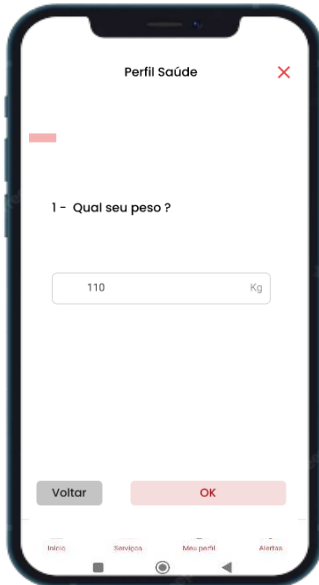 Perfil Saúde
1 - Qual seu peso ?
110 Kg
Voltar OK
Início Serviços Meu perfil Alertas